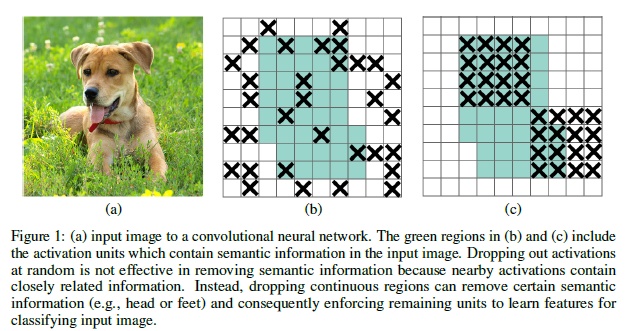 (a) (b) (c)
Figure 1: (a) input image to a convolutional neural network. The green regions in (b) and (c) include
the activation units which contain semantic information in the input image. Dropping out activations
at random is not effective in removing semantic information because nearby activations contain
closely related information. Instead, dropping continuous regions can remove certain semantic
information (e.g., head or feet) and consequently enforcing remaining units to learn features for
classifying input image.